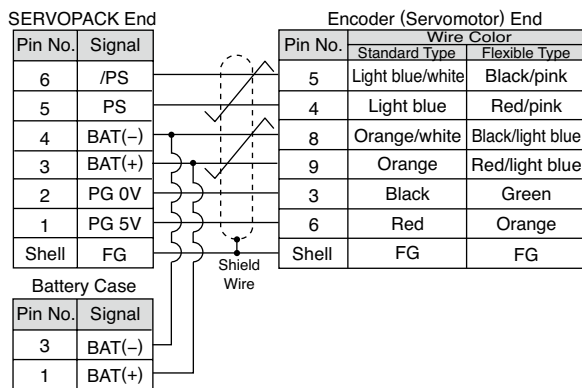 SERVOPACK End
Pin No. Signal
6 /PS
5 PS
4 BAT(−)
3 BAT(+)
2 PG 0V
1 PG 5V
Shell FG
Shield
Wire
Encoder (Servomotor) End
Pin No. Wire Color
Standard Type Flexible Type
5 Light blue/white Black/pink
4 Light blue Red/pink
8 Orange/white Black/light blue
9 Orange Red/light blue
3 Black Green
6 Red Orange
Shell FG FG
Battery Case
Pin No. Signal
3 BAT(−)
1 BAT(+)